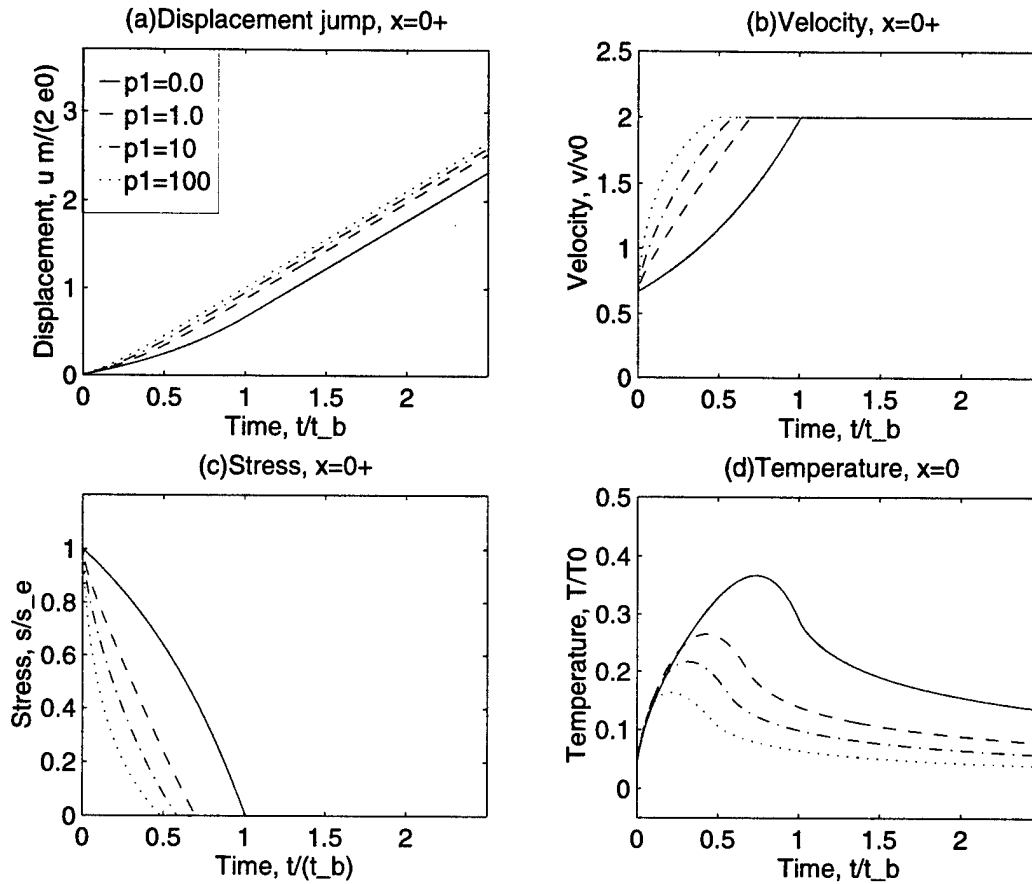 (a)Displacement jump, x=0+
Displacement, u m/(2 e0)
3
2
1
0
p1=0.0
p1=1.0
p1=10
p1=100
0
0.5
1
1.5
2
Time, t/t_b
(b)Velocity, x=0+
Velocity, v/v0
2.5
2
1.5
1
0.5
0
0
0.5
1
1.5
2
Time, t/t_b
(c)Stress, x=0+
Stress, s/s_e
1
0.8
0.6
0.4
0.2
0
0
0.5
1
1.5
2
Time, t/(t_b)
(d)Temperature, x=0
Temperature, T/T0
0.5
0.4
0.3
0.2
0.1
0
0
0.5
1
1.5
2
Time, t/t_b